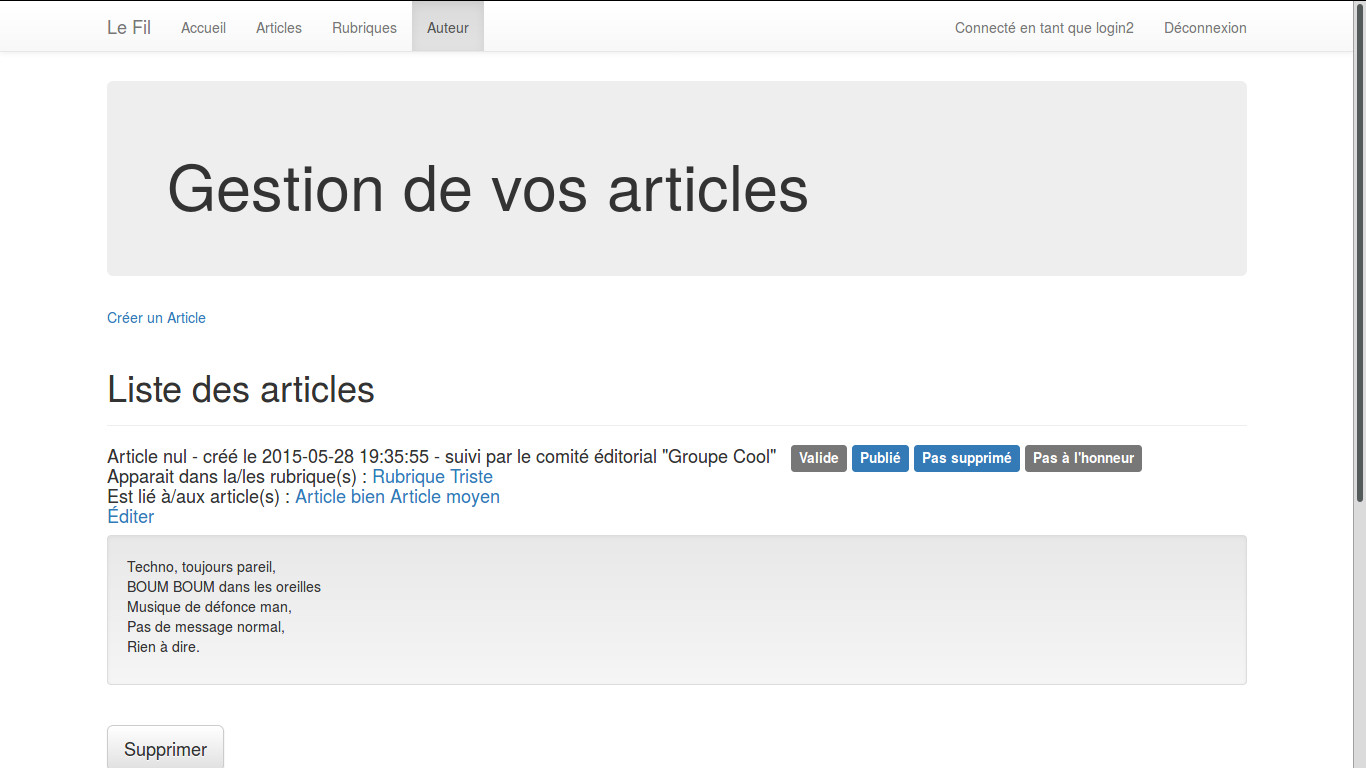 Le Fil Accueil Articles Rubriques Auteur Connecté en tant que login2 Déconnexion
Gestion de vos articles
Créer un Article
Liste des articles
Article nul - créé le 2015-05-28 19:35:55 - suivi par le comité éditorial "Groupe Cool" Valide Publié Pas supprimé Pas à l'honneur
Apparait dans la/les rubrique(s) : Rubrique Triste
Est lié à/aux article(s) : Article bien Article moyen
Éditer
Techno, toujours pareil,
BOUM BOUM dans les oreilles
Musique de défonce man,
Pas de message normal,
Rien à dire.
Supprimer